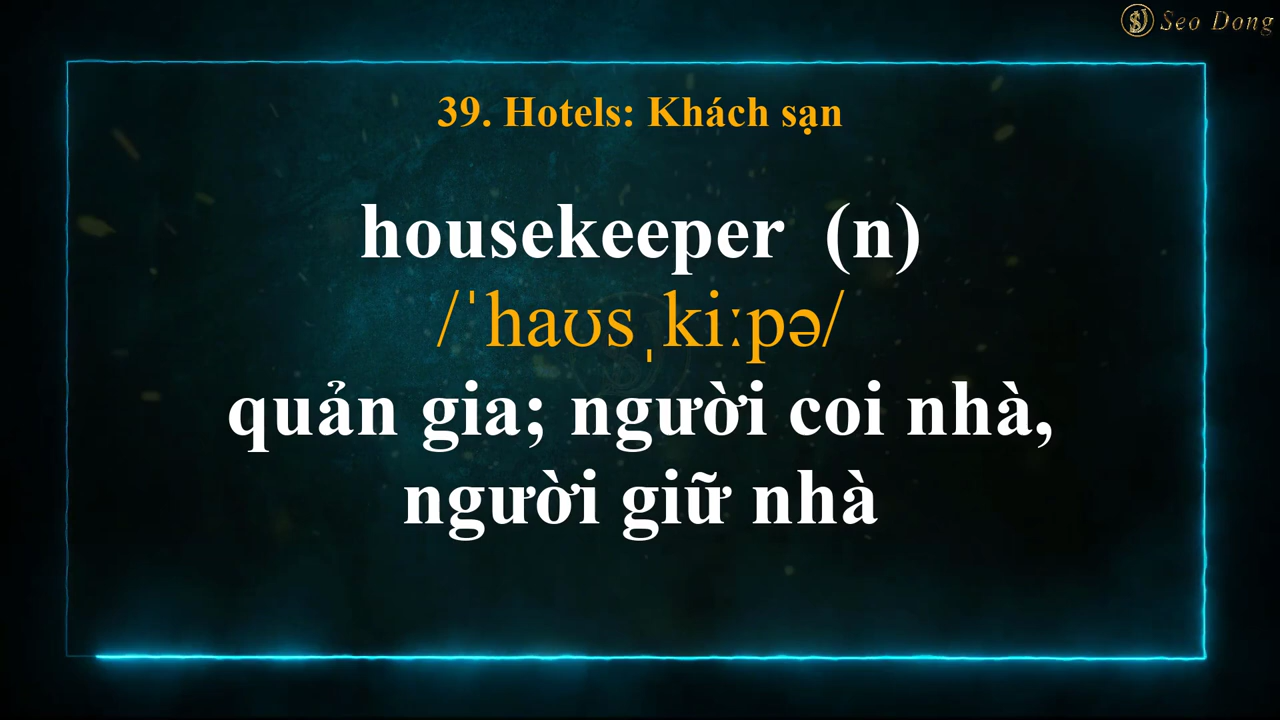 Seo Dong
39. Hotels: Khách sạn
housekeeper (n)
/ˈhaʊsˌkiːpə/
quản gia; người coi nhà,
người giữ nhà